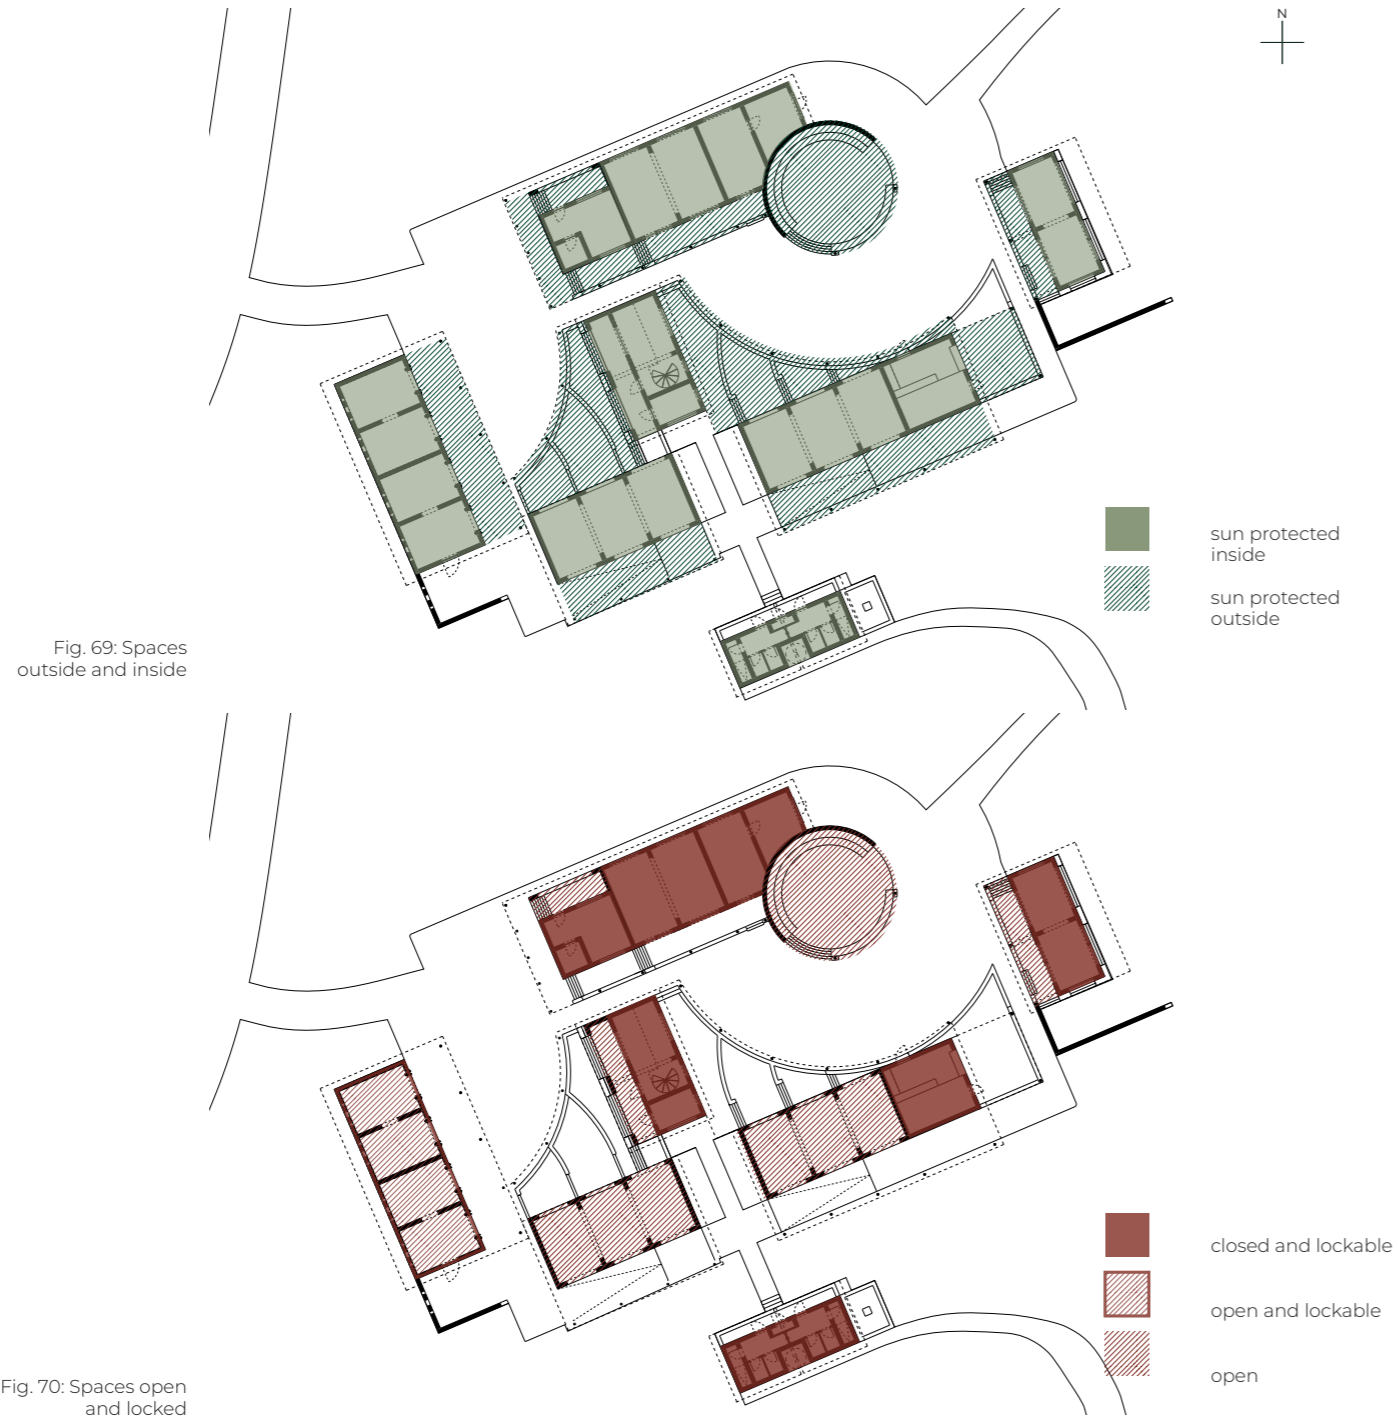 N
sun protected
inside
sun protected
outside
Fig. 69: Spaces
outside and inside
closed and lockable
open and lockable
open
Fig. 70: Spaces open
and locked